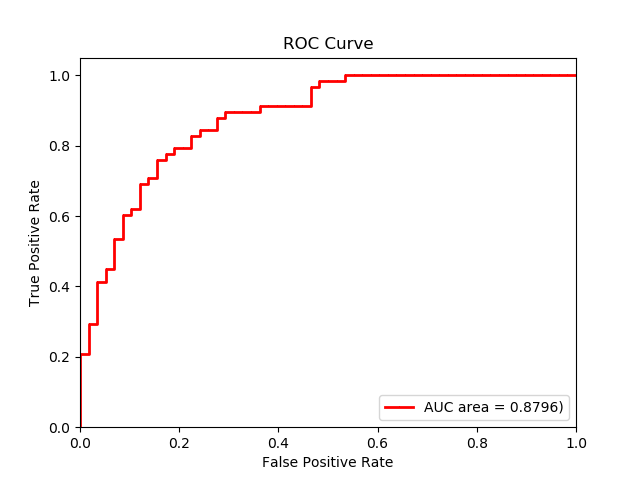 ROC Curve
1.0
0.8
0.6
0.4
0.2
0.0
True Positive Rate
AUC area = 0.8796)
0.0 0.2 0.4 0.6 0.8 1.0
False Positive Rate